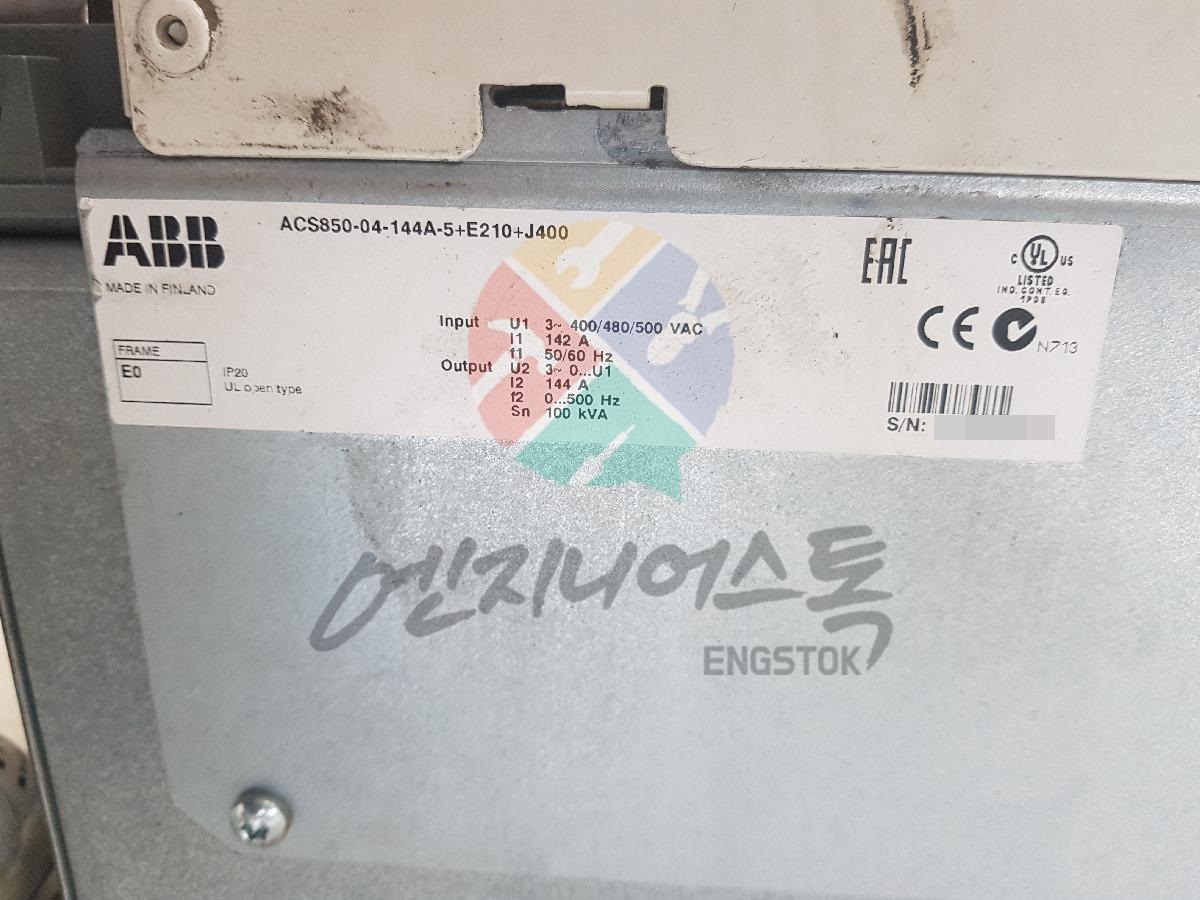 ABB
ACS850-04-144A-5+E210+J400
MADE IN FINLAND
EAC
C UL US
LISTED
IND. CONT. EQ.
1PD8
CE
N713
FRAME
E0
IP20
UL open type
Input U1 3~ 400/480/500 VAC
I1 142 A
f1 50/60 Hz
Output U2 3~ 0...U1
I2 144 A
f2 0...500 Hz
Sn 100 kVA
S/N:
엔지니어스톡
ENGSTOK